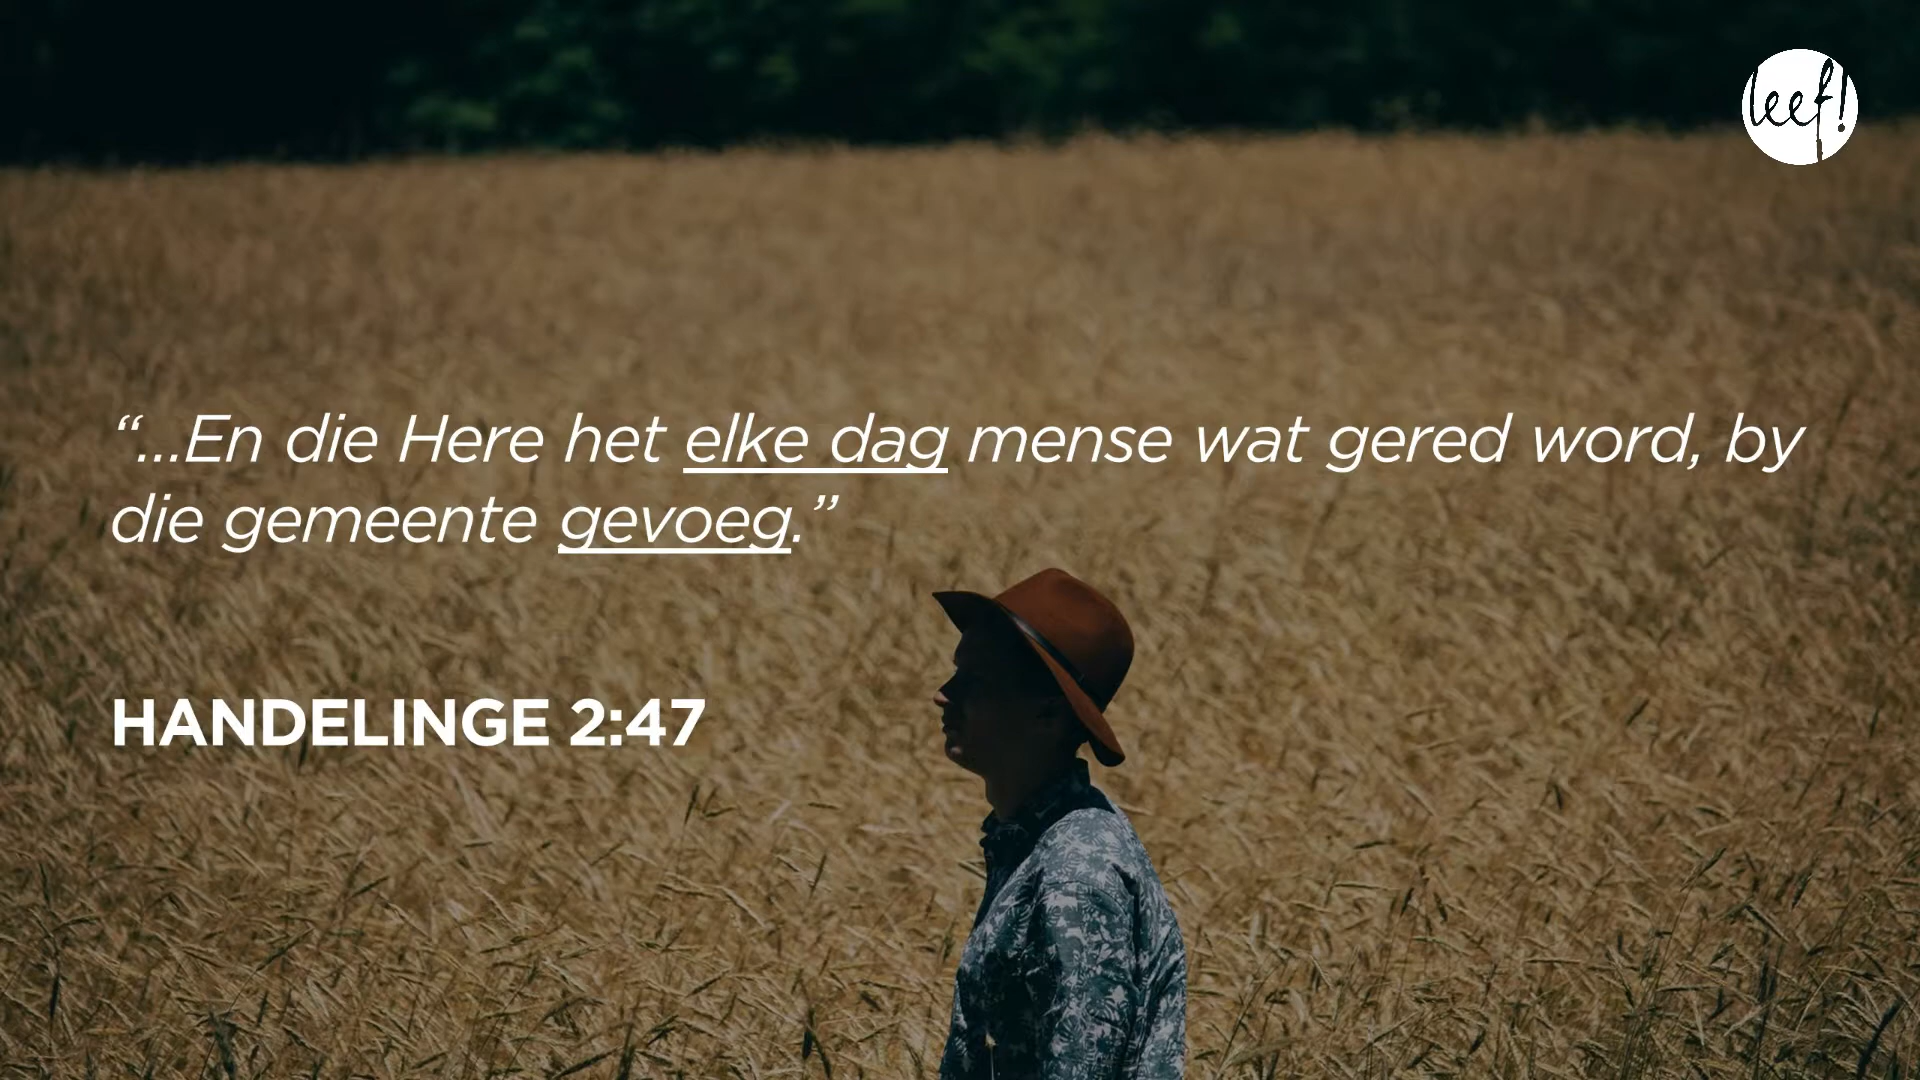 leef!
“...En die Here het elke dag mense wat gered word, by
die gemeente gevoeg.”
HANDELINGE 2:47